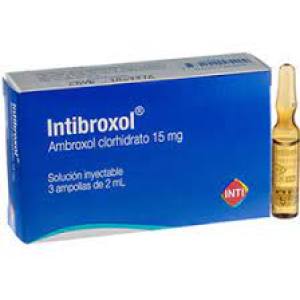 Intibroxol®
Ambroxol clorhidrato 15 mg
Solución inyectable
3 ampollas de 2 mL
INTI